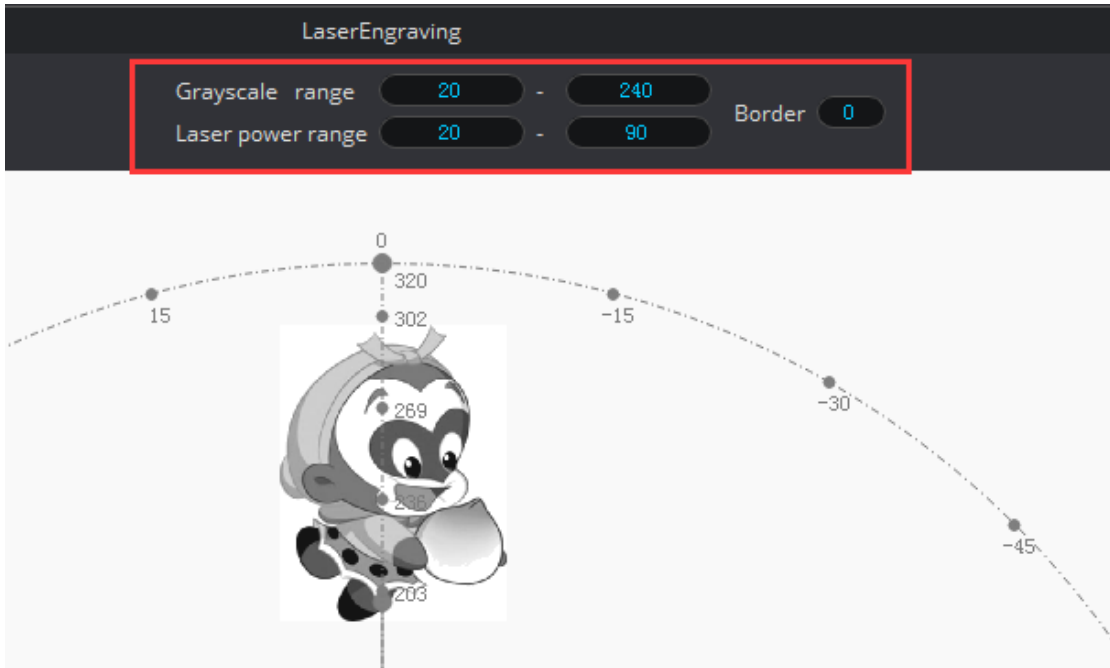 LaserEngraving
Grayscale range 20 - 240
Border 0
Laser power range 20 - 90
0
320
15
302
-15
269
-30
236
-45
203